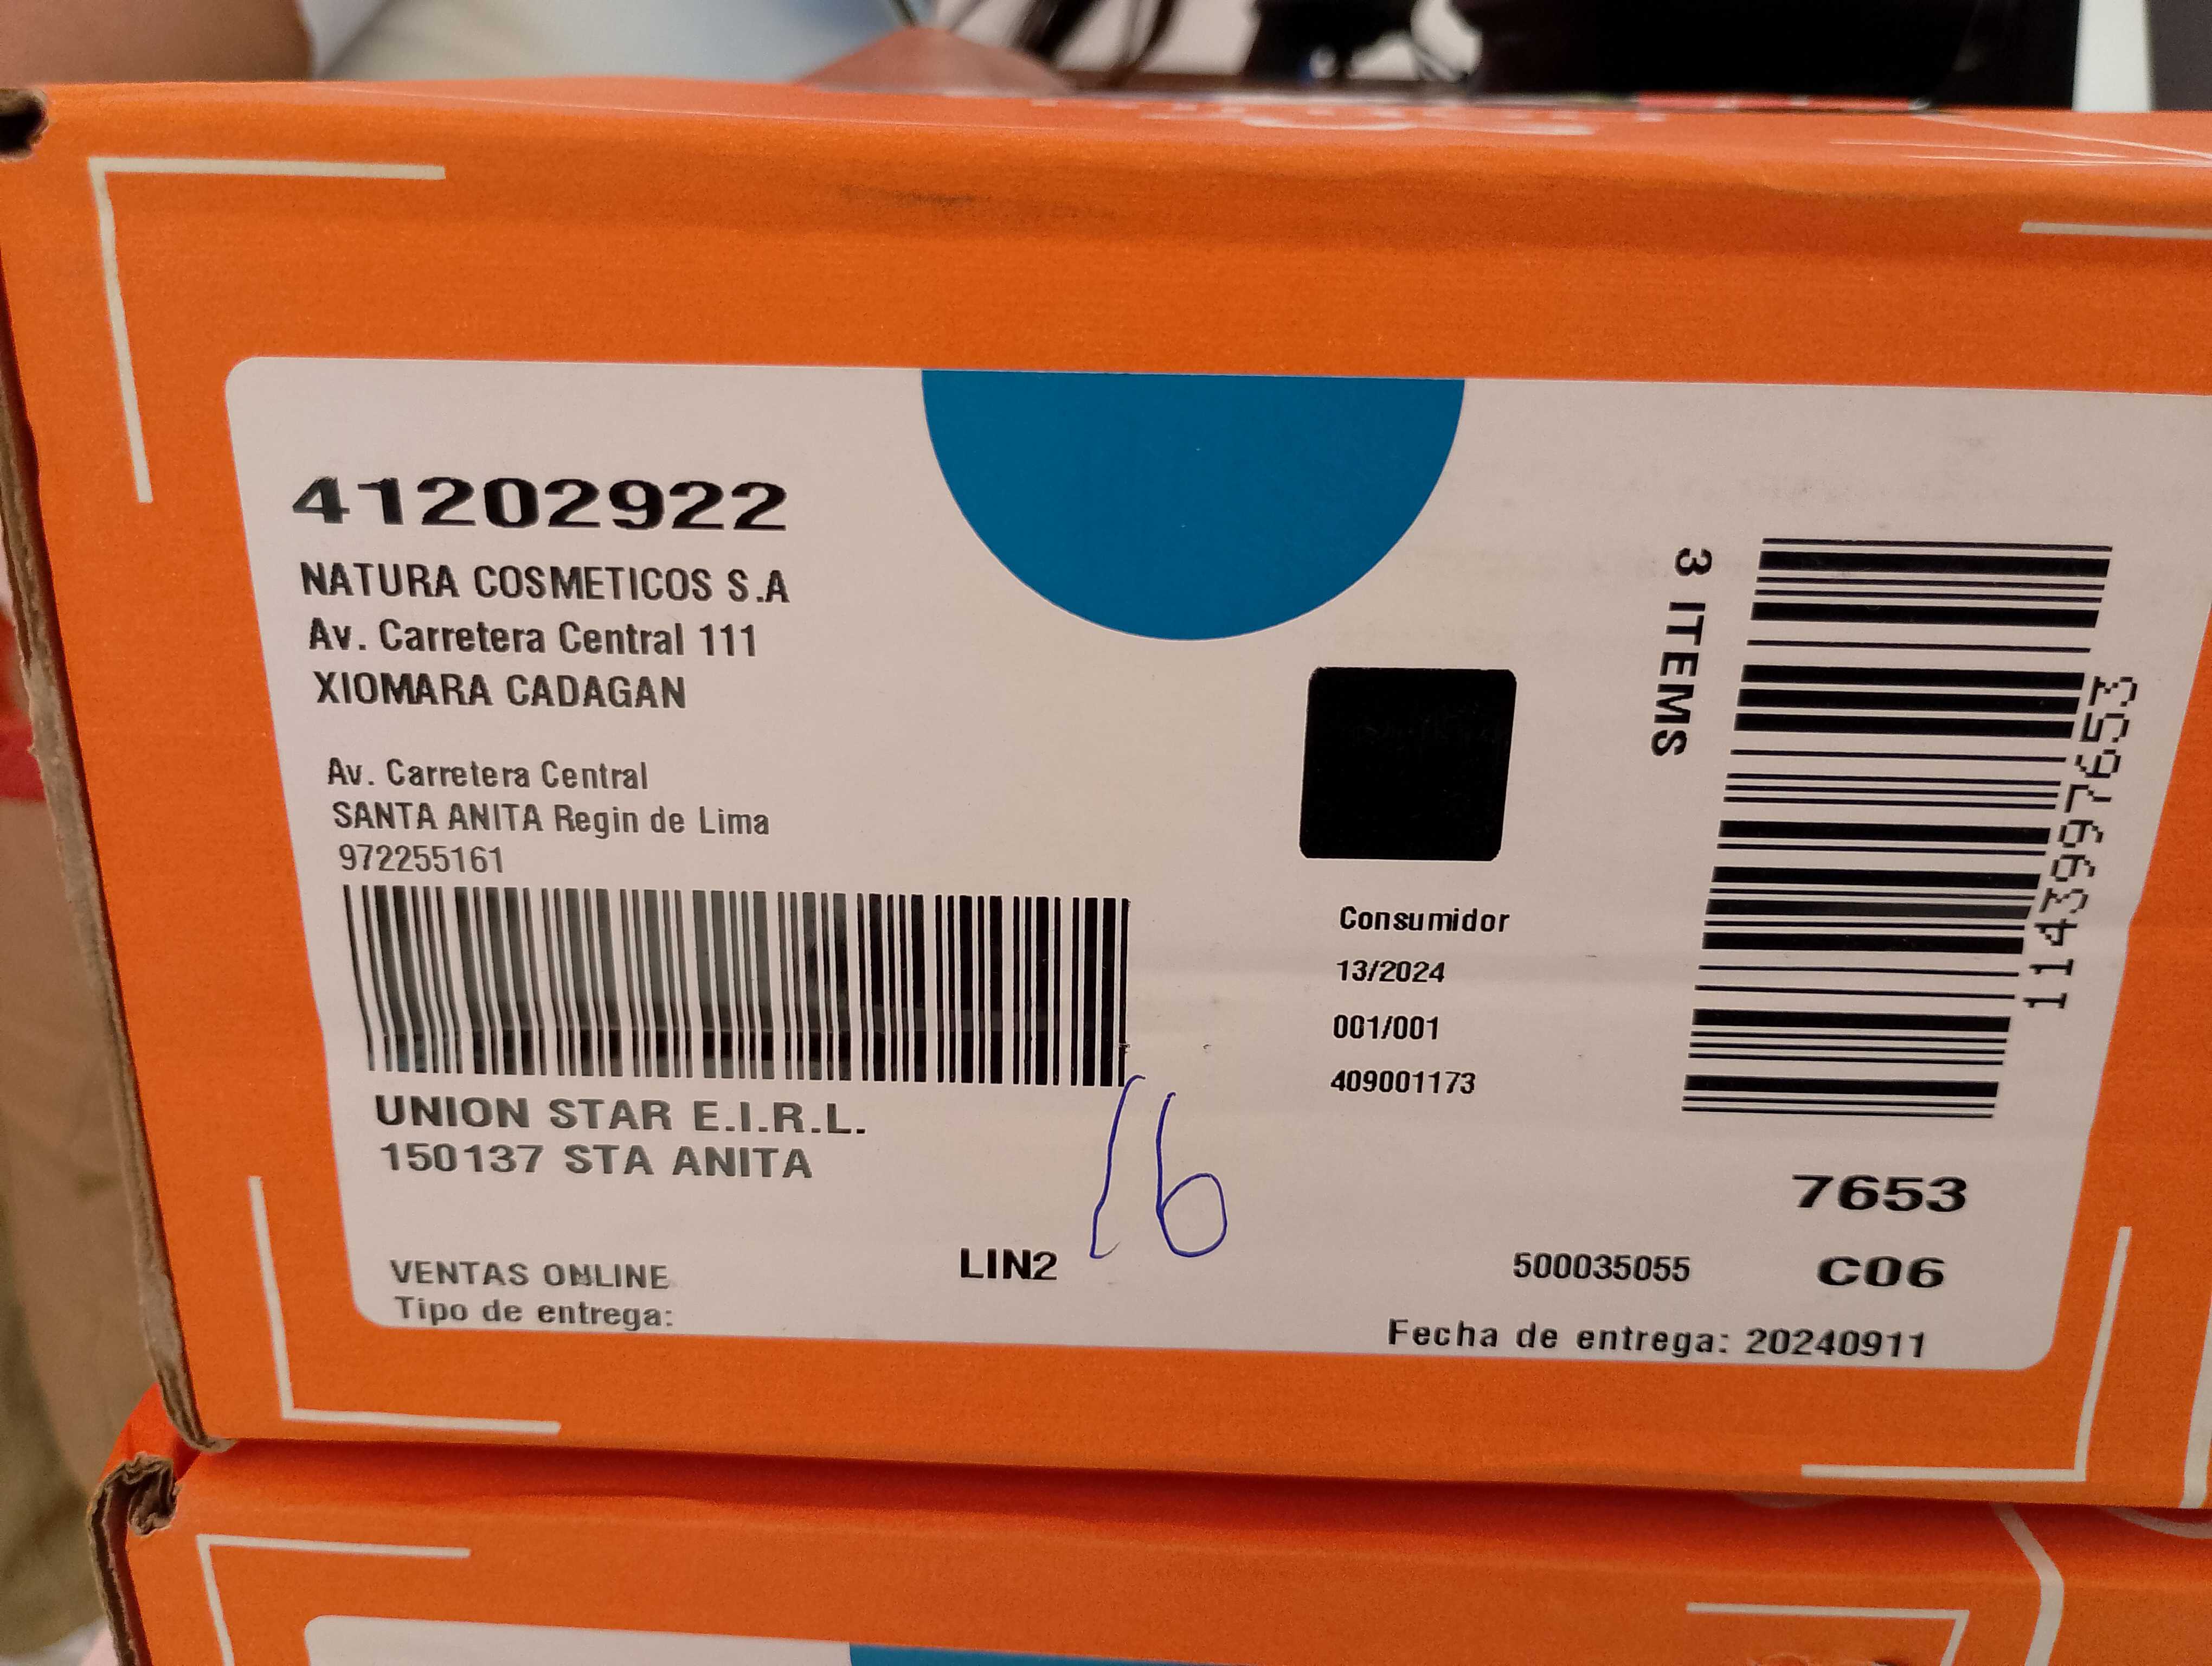 41202922
NATURA COSMETICOS S.A
Av. Carretera Central 111
XIOMARA CADAGAN
Av. Carretera Central
SANTA ANITA Regin de Lima
972255161
UNION STAR E.I.R.L.
150137 STA ANITA
16
VENTAS ONLINE
Tipo de entrega:
LIN2
Consumidor
13/2024
001/001
409001173
3 ITEMS
1143997653
7653
500035055 C06
Fecha de entrega: 20240911